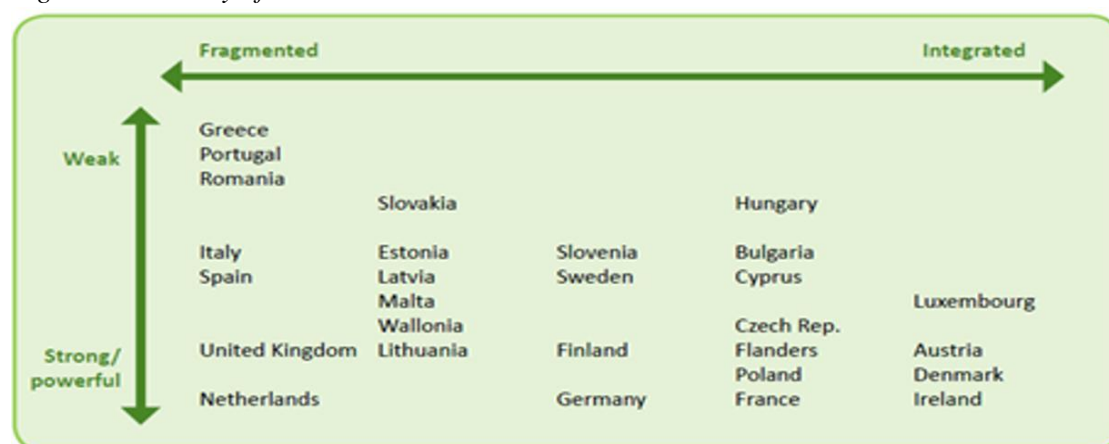 Fragmented Integrated
Weak
Greece
Portugal
Romania
Slovakia Hungary
Italy Estonia Slovenia Bulgaria
Spain Latvia Sweden Cyprus
Malta Luxembourg
Wallonia Czech Rep.
Strong/
powerful
United Kingdom Lithuania Finland Flanders Austria
Poland Denmark
Netherlands Germany France Ireland